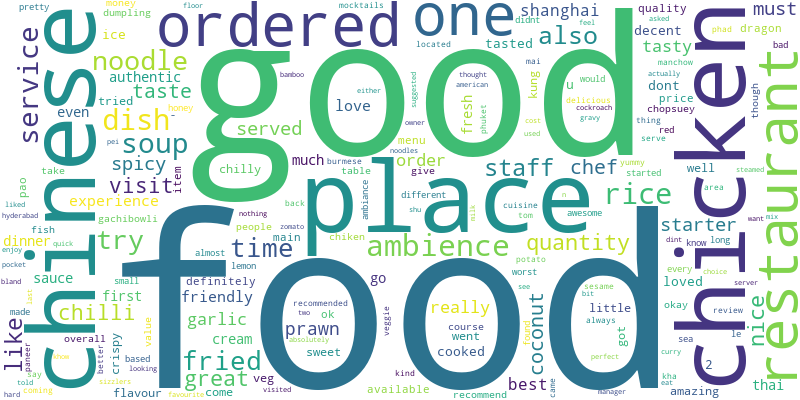 pretty
money
floor
mocktails
didnt
build
quality
asked
must
dumpling
ice
ordered
one
shanghai
located
feel
decent
phad
dragon
service
chinese
noodle
authentic
taste
tried
even
dish
-
bamboo
good
also
tasted
mai
kung
u
would
thought
american
either
suggested
love
fresh
phuket
delicious
cockroach
cost
used
gravy
tasty
manchow
actually
dont
chopsuey
price
thing
red
serve
bad
though
chicken
restaurant
soup
served
honey
owner
menu
noodles
spicy
pei
chilly
much
burmese
order
staff
chef
yummy
started
steamed
well
area
take
visit
item
table
give
place
ambiance
different
shu
cuisine
tom
n
awesome
rice
liked
pao
experience
hyderabad
gachibowli
back
nothing
zomato
people
fish
dinner
try
time
main
chiken
ambience
quantity
starter
want
mix
dint
know
long
enjoy
quick
almost
lemon
go
potato
worst
see
loved
every
choice
server
pocket
sauce
definitely
small
first
friendly
food
coconut
sesame
bit
okay
bland
made
last
chilli
value
cream
recommended
two
ok
really
little
always
found
got
review
nice
like
overall
garlic
prawn
absolutely
veggie
course
went
cooked
sea
le
paneer
better
crispy
based
looking
fried
sweet
perfect
curry
say
told
sizzlers
great
veg
kind
best
came
manager
kha
eat
2
thai
hard
coming
flavour
favourite
come
visited
available
recommend
amazing